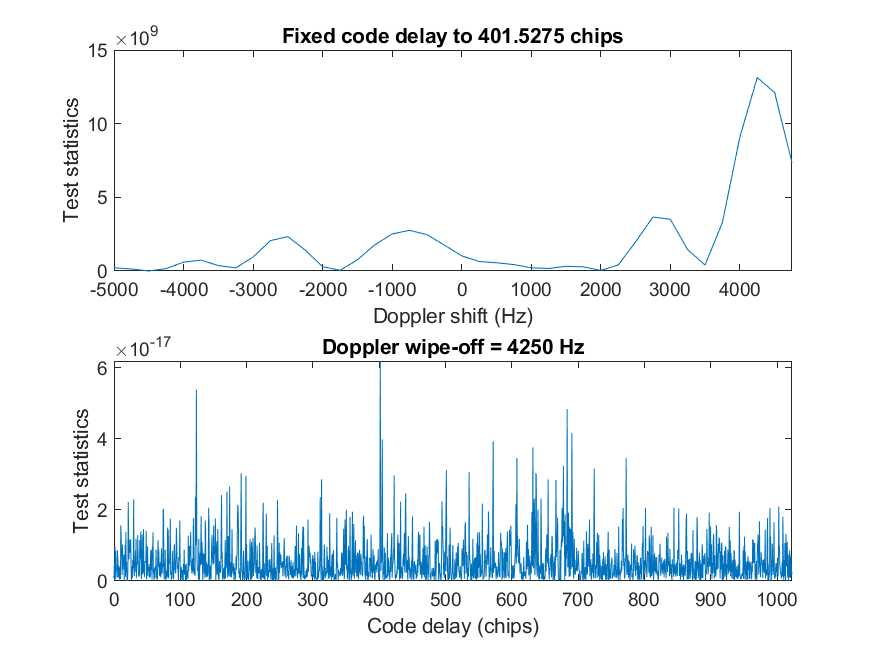 ×10^9
Fixed code delay to 401.5275 chips
15
10
5
0
Test statistics
-5000 -4000 -3000 -2000 -1000 0 1000 2000 3000 4000
Doppler shift (Hz)
×10^-17
Doppler wipe-off = 4250 Hz
6
4
2
0
Test statistics
0 100 200 300 400 500 600 700 800 900 1000
Code delay (chips)